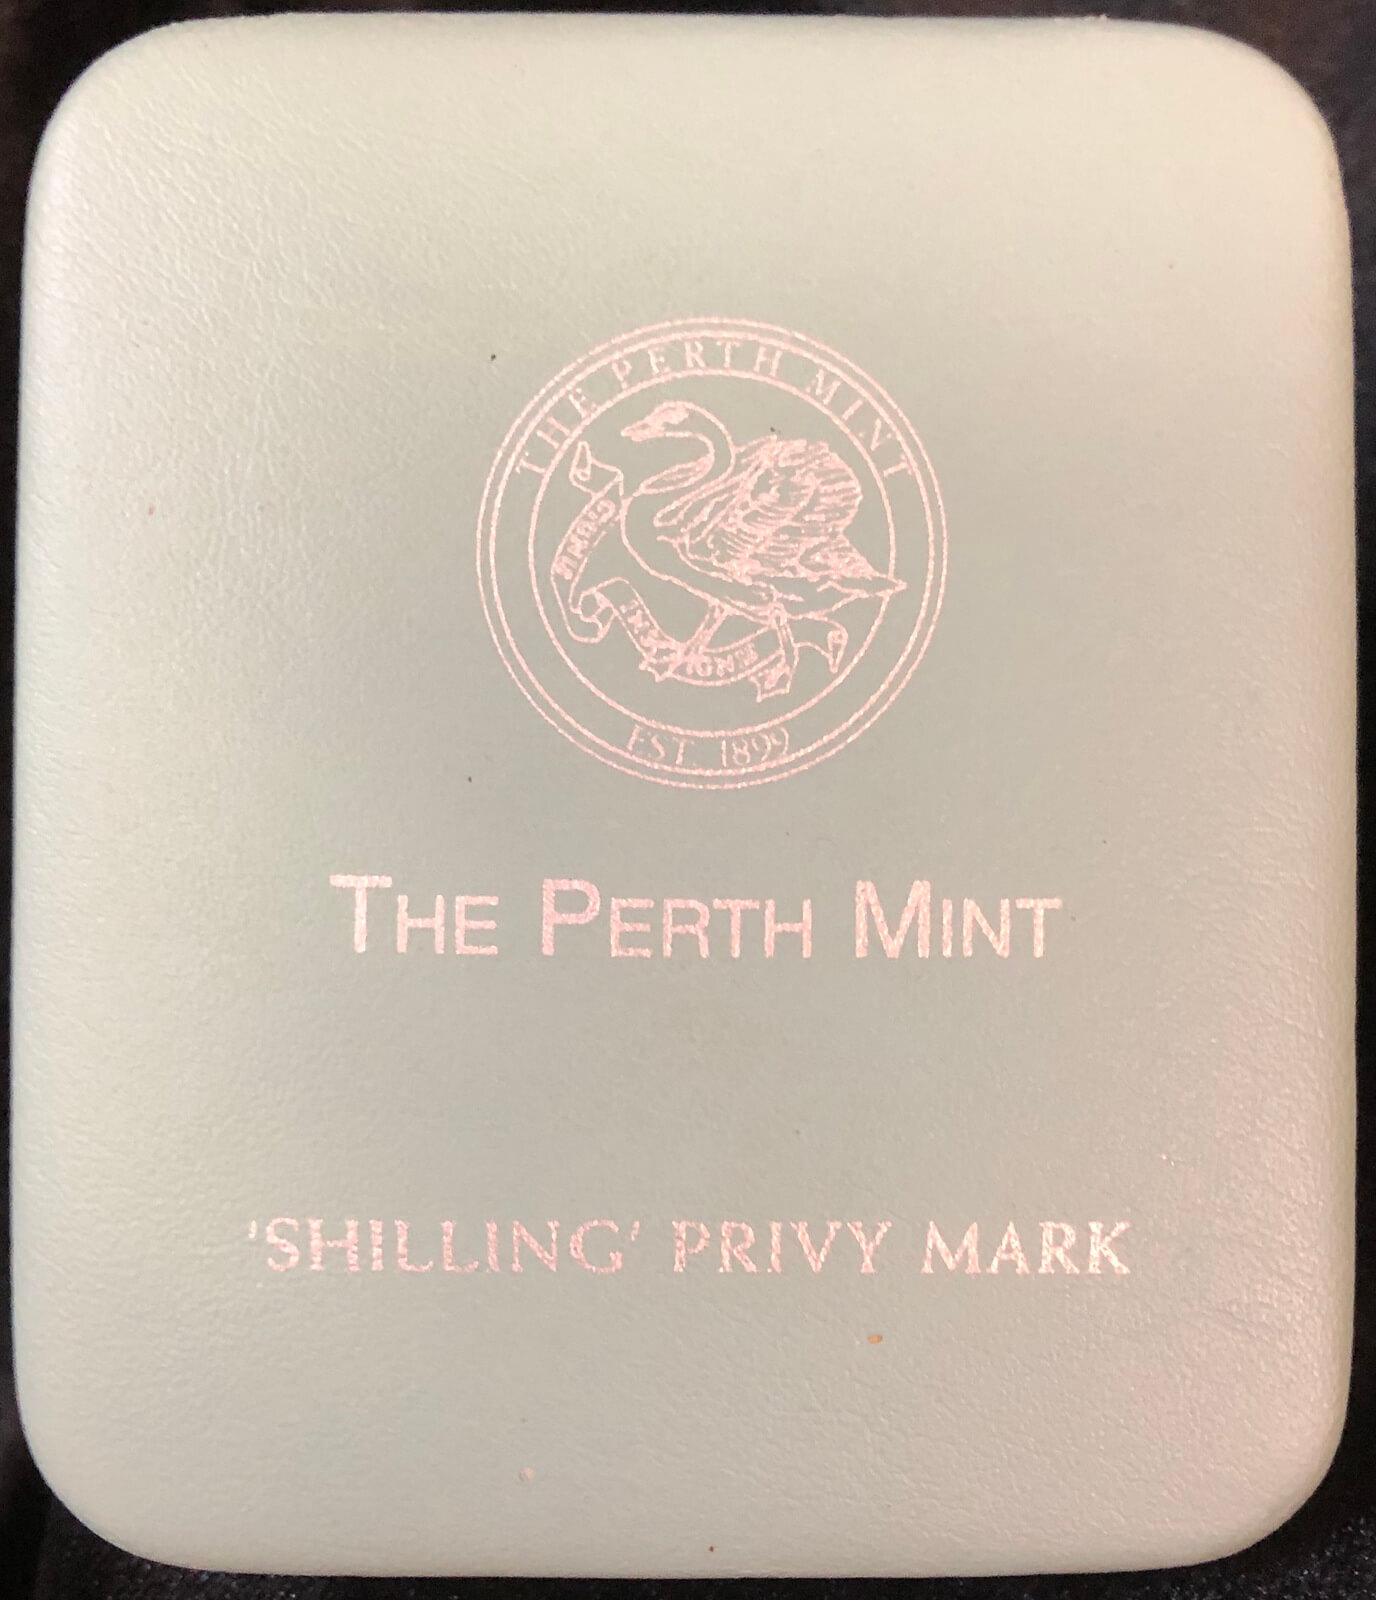 THE PERTH MINT
EST. 1899
THE PERTH MINT
'SHILLING' PRIVY MARK